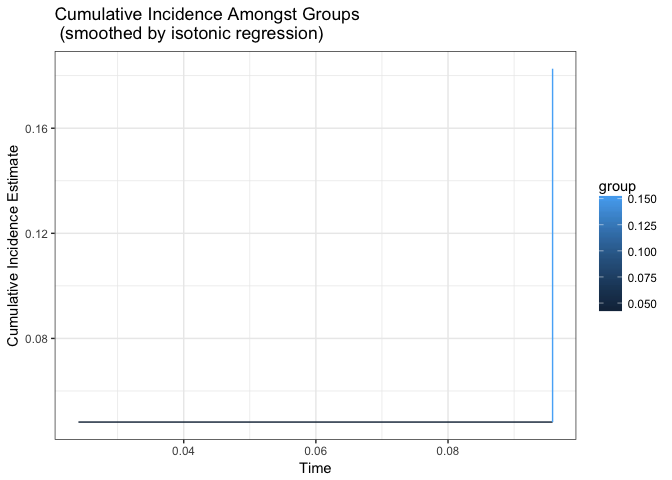 Cumulative Incidence Amongst Groups
(smoothed by isotonic regression)
Cumulative Incidence Estimate
0.16
0.12
0.08
0.04
0.06
0.08
Time
group
0.150
0.125
0.100
0.075
0.050